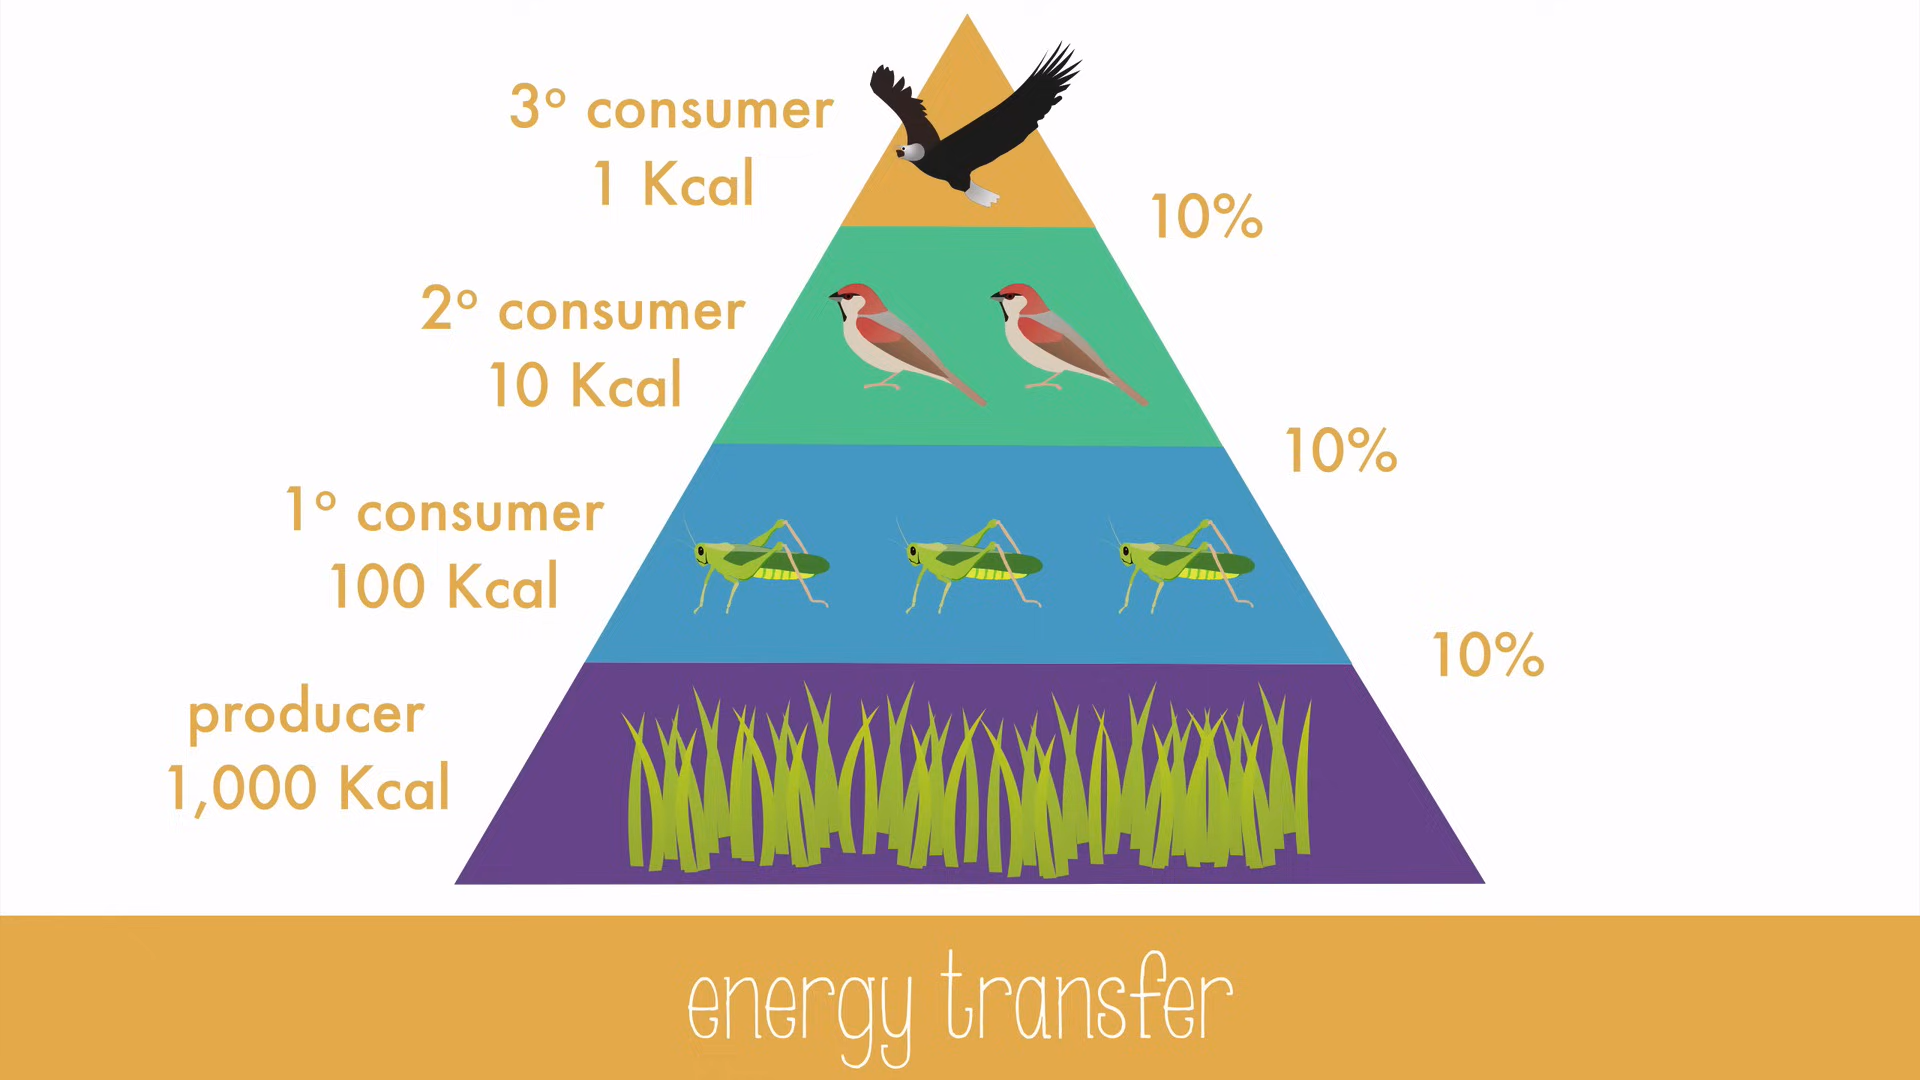 3° consumer
1 Kcal
10%
2° consumer
10 Kcal
10%
1° consumer
100 Kcal
10%
producer
1,000 Kcal
energy transfer